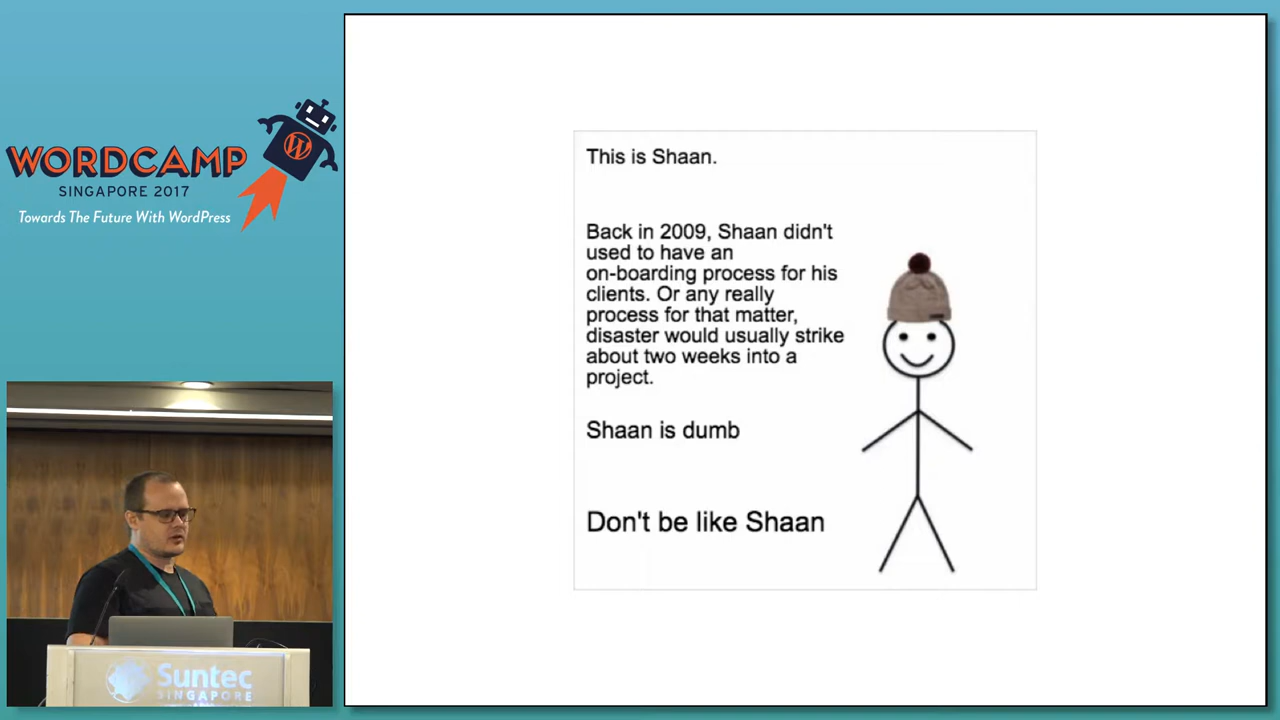 WORDCAMP
SINGAPORE 2017
Towards The Future With WordPress
This is Shaan.
Back in 2009, Shaan didn't
used to have an
on-boarding process for his
clients. Or any really
process for that matter,
disaster would usually strike
about two weeks into a
project.
Shaan is dumb
Don't be like Shaan
Suntec
SINGAPORE